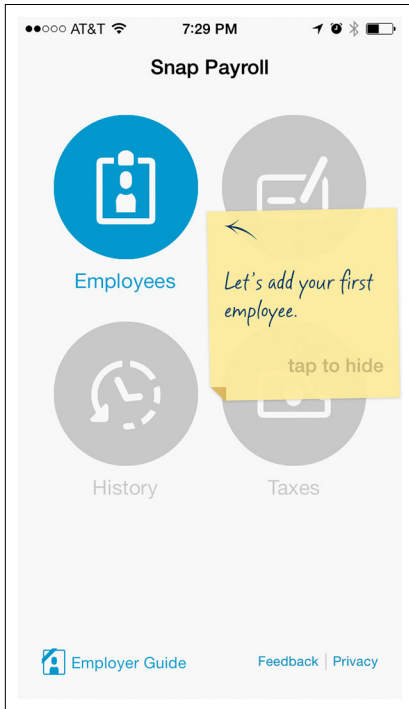 AT&T 7:29 PM
Snap Payroll
Employees
Let's add your first
employee.
tap to hide
History Taxes
Employer Guide Feedback | Privacy